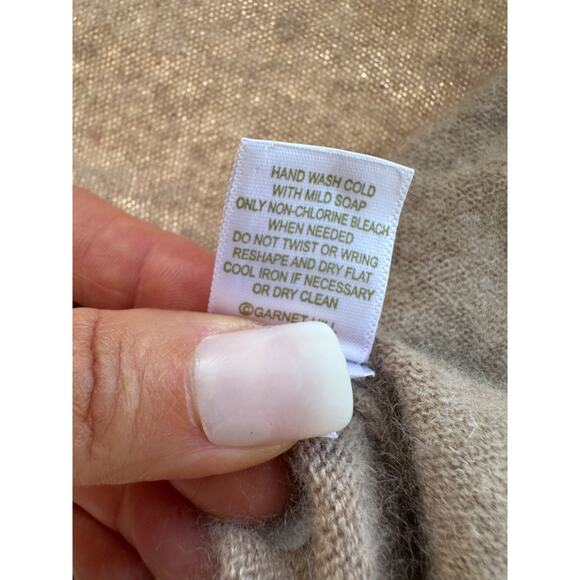 HAND WASH COLD
WITH MILD SOAP
ONLY NON-CHLORINE BLEACH
WHEN NEEDED
DO NOT TWIST OR WRING
RESHAPE AND DRY FLAT
COOL IRON IF NECESSARY
OR DRY CLEAN
©GARNET HILL